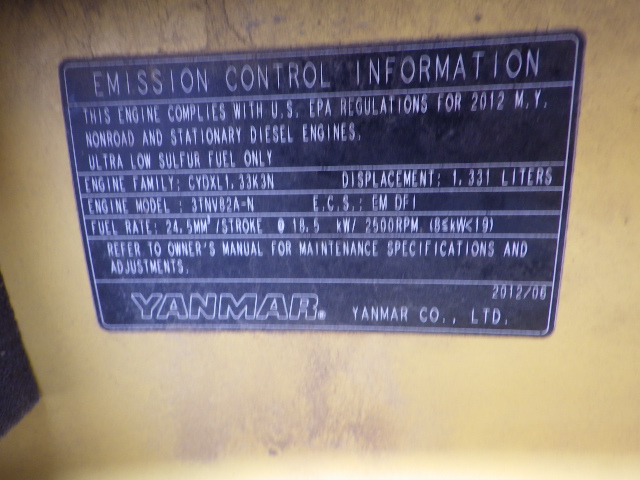 EMISSION CONTROL INFORMATION
THIS ENGINE COMPLIES WITH U.S. EPA REGULATIONS FOR 2012 M.Y.
NONROAD AND STATIONARY DIESEL ENGINES.
ULTRA LOW SULFUR FUEL ONLY
ENGINE FAMILY: CYDXL1.33K3N DISPLACEMENT: 1.331 LITERS
ENGINE MODEL : 3TNV82A-N E.C.S.: EM DFI
FUEL RATE: 24.5MM³/STROKE @ 18.5 kW/ 2500RPM (8≤kW<19)
REFER TO OWNER'S MANUAL FOR MAINTENANCE SPECIFICATIONS AND
ADJUSTMENTS.
2012/06
YANMAR® YANMAR CO., LTD.